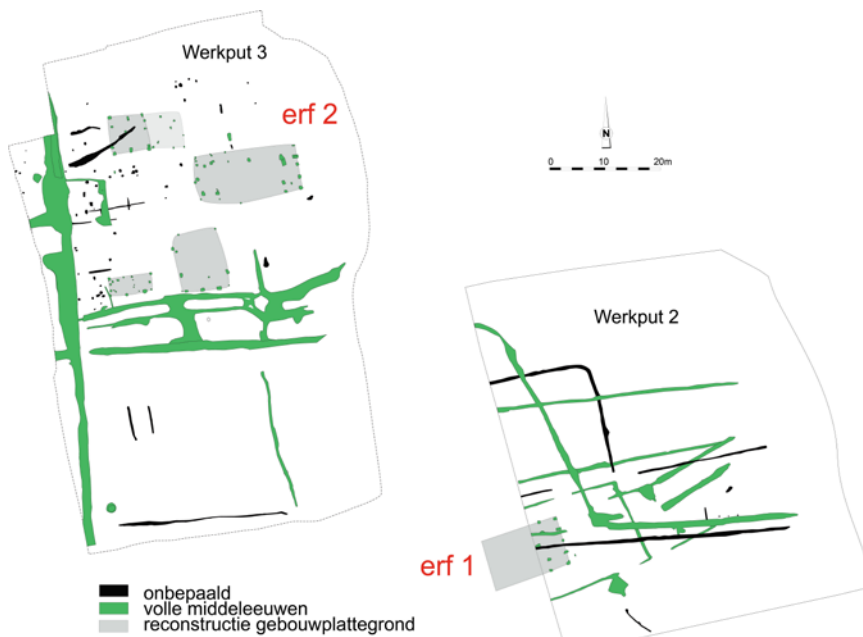 Werkput 3
erf 2
N
0 10 20m
Werkput 2
erf 1
onbepaald
volle middeleeuwen
reconstructie gebouwplattegrond